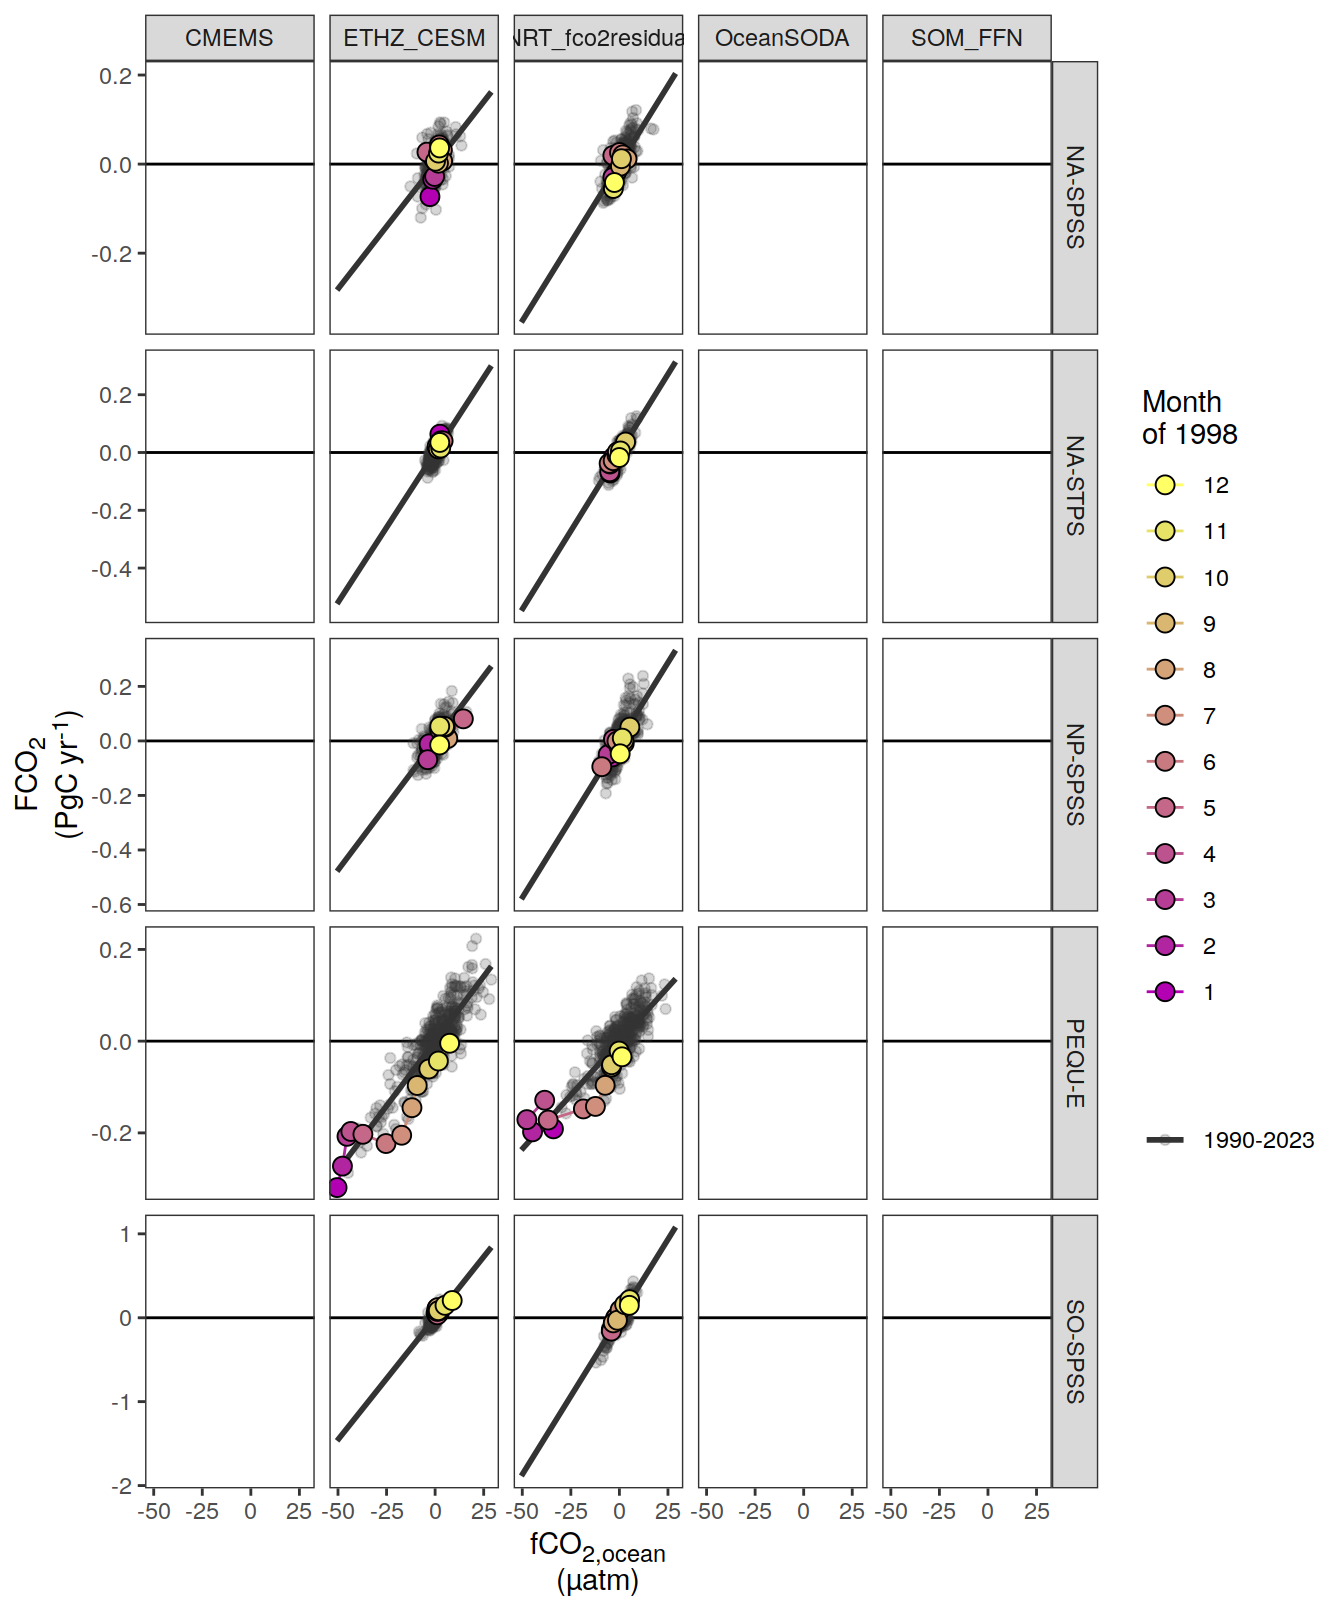 CMEMS ETHZ_CESM NRT_fco2residua OceanSODA SOM_FFN
0.2
0.0
-0.2
NA-SPSS
0.2
0.0
-0.2
-0.4
NA-STPS
0.2
0.0
-0.2
-0.4
-0.6
NP-SPSS
0.2
0.0
-0.2
PEQU-E
1
0
-1
-2
SO-SPSS
-50 -25 0 25 -50 -25 0 25 -50 -25 0 25 -50 -25 0 25 -50 -25 0 25
fCO2,ocean
(µatm)
FCO2
(PgC yr-1)
Month
of 1998
12
11
10
9
8
7
6
5
4
3
2
1
1990-2023